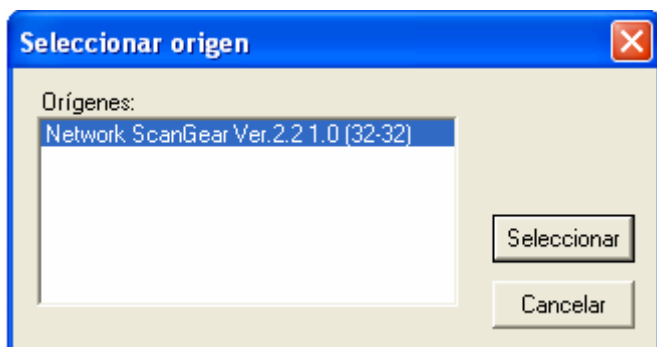 Seleccionar origen
Orígenes:
Network ScanGear Ver.2.2 1.0 (32-32)
Seleccionar
Cancelar